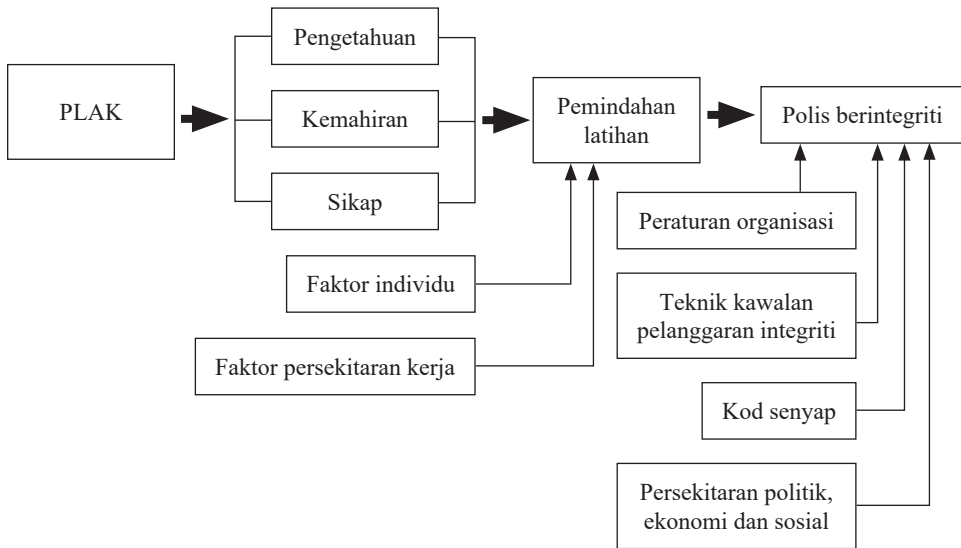 PLAK
Pengetahuan
Kemahiran
Sikap
Pemindahan
latihan
Polis berintegriti
Faktor individu
Faktor persekitaran kerja
Peraturan organisasi
Teknik kawalan
pelanggaran integriti
Kod senyap
Persekitaran politik,
ekonomi dan sosial